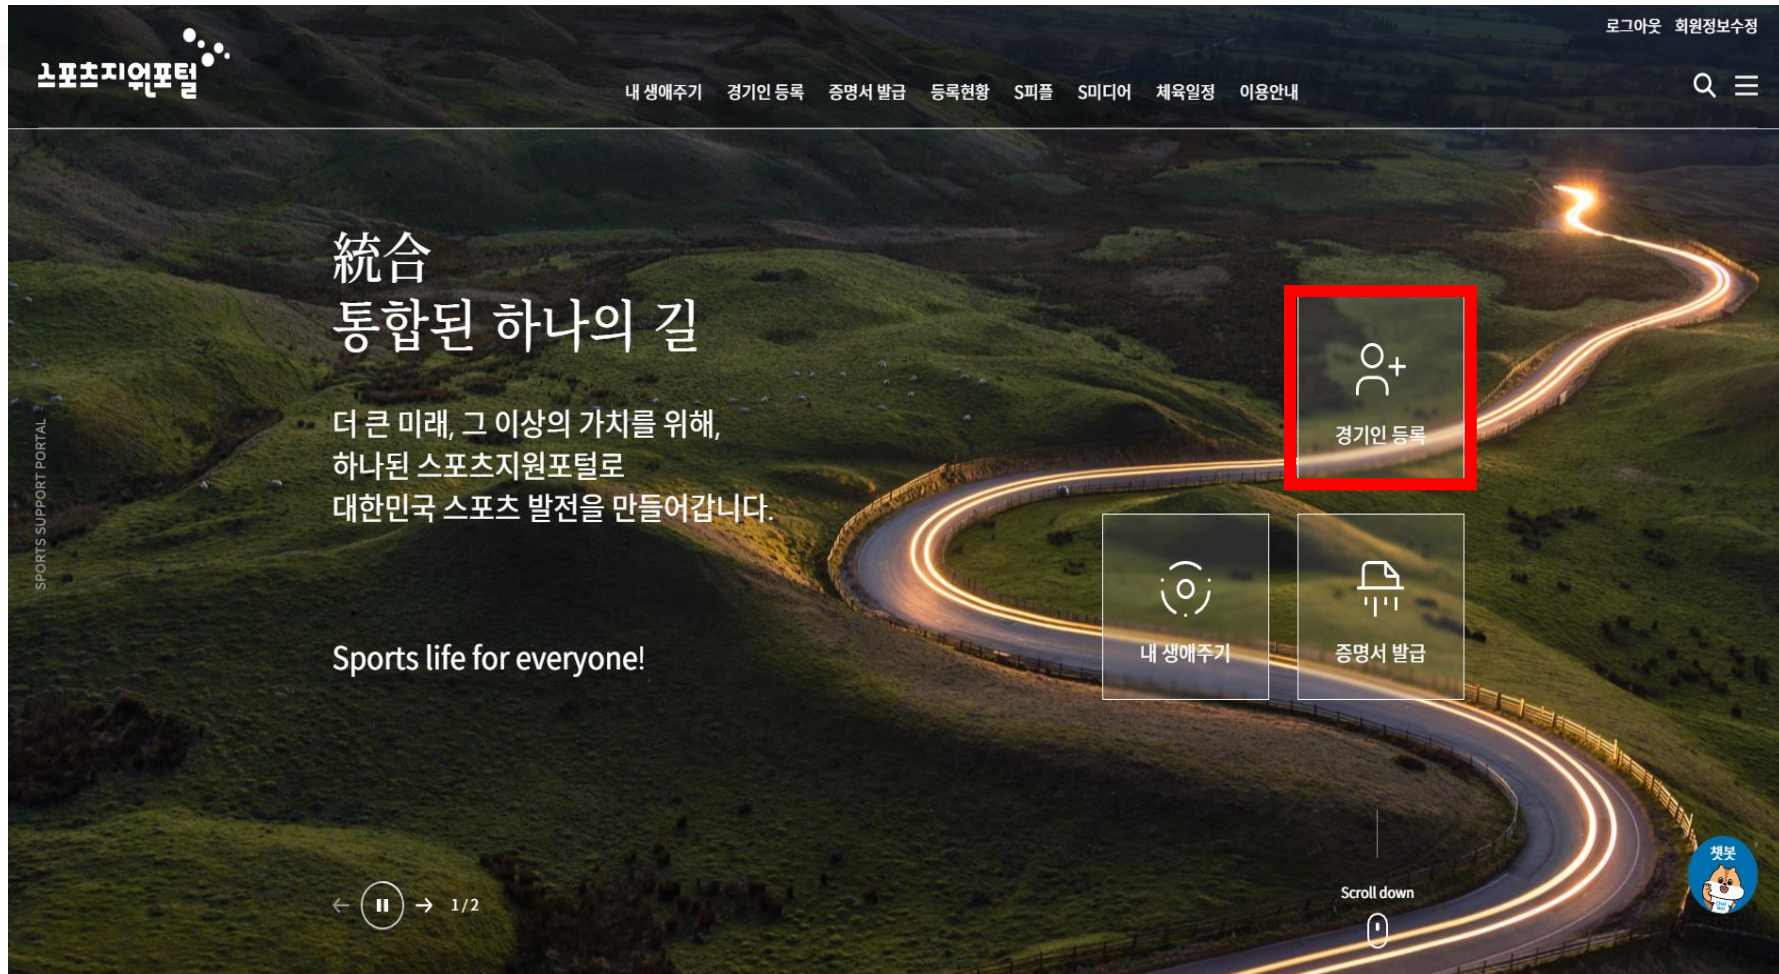 로그아웃 회원정보수정
스포츠지원포털
내 생애주기 경기인 등록 증명서 발급 등록현황 S피플 S미디어 체육일정 이용안내
統合
통합된 하나의 길
더 큰 미래, 그 이상의 가치를 위해,
하나된 스포츠지원포털로
대한민국 스포츠 발전을 만들어갑니다.
Sports life for everyone!
SPORTS SUPPORT PORTAL
경기인 등록
내 생애주기
증명서 발급
1/2
Scroll down
챗봇